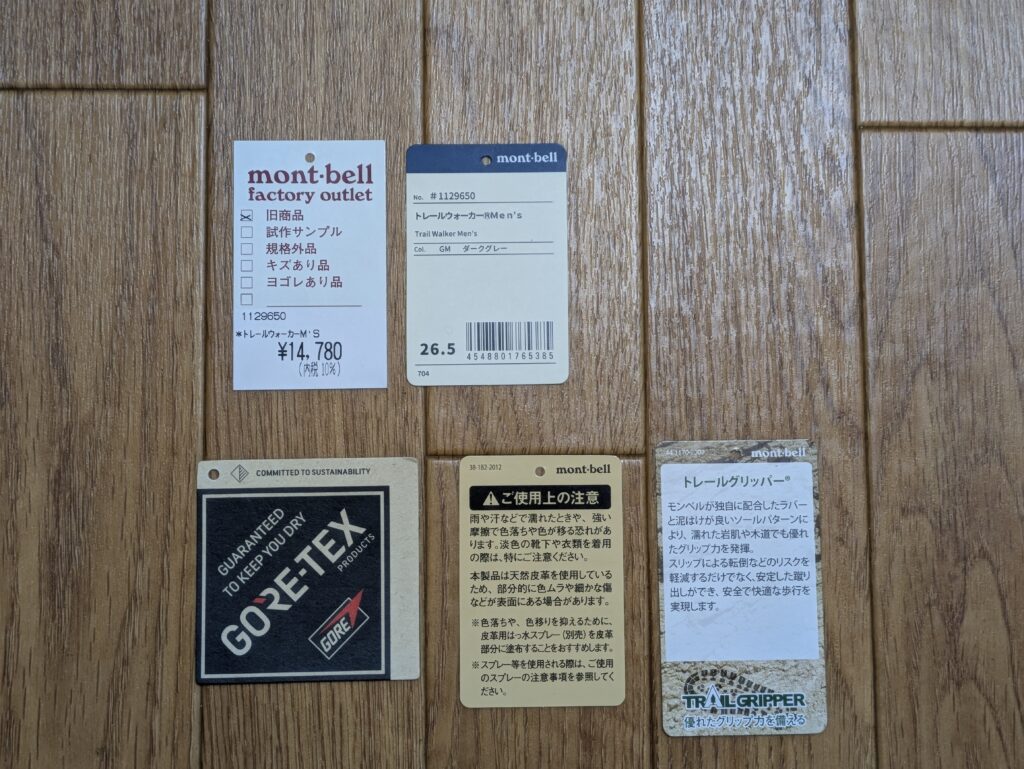 mont-bell
factory outlet
旧商品
試作サンプル
規格外品
キズあり品
ヨゴレあり品
1129650
*トレールウォーカーM'S
¥14,780
(内税10%)
mont-bell
No. #1129650
トレールウォーカー®Men's
Trail Walker Men's
Col. GM ダークグレー
26.5
4548801765385
704
COMMITTED TO SUSTAINABILITY
GUARANTEED
TO KEEP YOU DRY
GORE-TEX
PRODUCTS
GORE
38-182-2012
mont-bell
⚠ご使用上の注意
雨や汗などで濡れたときや、強い
摩擦で色落ちや色が移る恐れがあ
ります。淡色の靴下や衣類を着用
の際は、特にご注意ください。
本製品は天然皮革を使用している
ため、部分的に色ムラや細かな傷
などが表面にある場合があります。
※色落ちや、色移りを抑えるために、
皮革用はっ水スプレー(別売)を皮革
部分に塗布することをおすすめします。
※スプレー等を使用される際は、ご使用
のスプレーの注意事項を参照してく
ださい。
mont-bell
トレールグリッパー®
モンベルが独自に配合したラバー
と泥はけが良いソールパターンに
より、濡れた岩肌や木道でも優れ
たグリップ力を発揮。
スリップによる転倒などのリスクを
軽減するだけでなく、安定した蹴り
出しができ、安全で快適な歩行を
実現します。
TRAIL GRIPPER
優れたグリップ力を備える